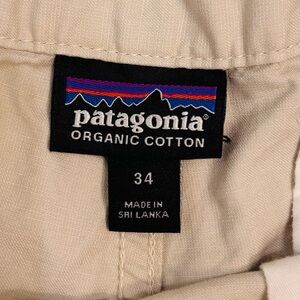 patagonia®
ORGANIC COTTON
34
MADE IN
SRI LANKA